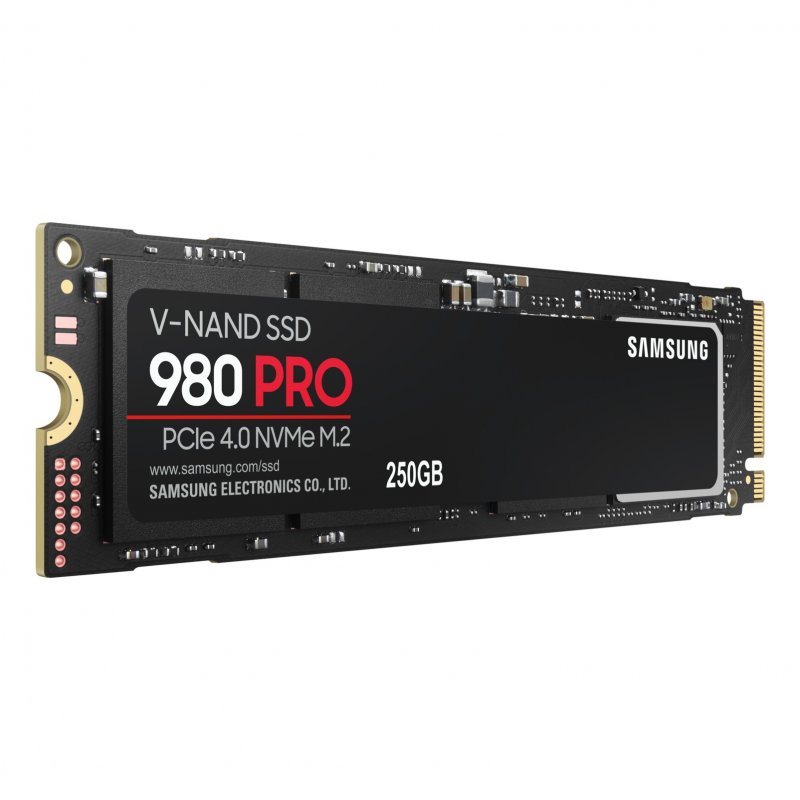 V-NAND SSD
980 PRO
PCIe 4.0 NVMe M.2
www.samsung.com/ssd
SAMSUNG ELECTRONICS CO., LTD.
250GB
SAMSUNG